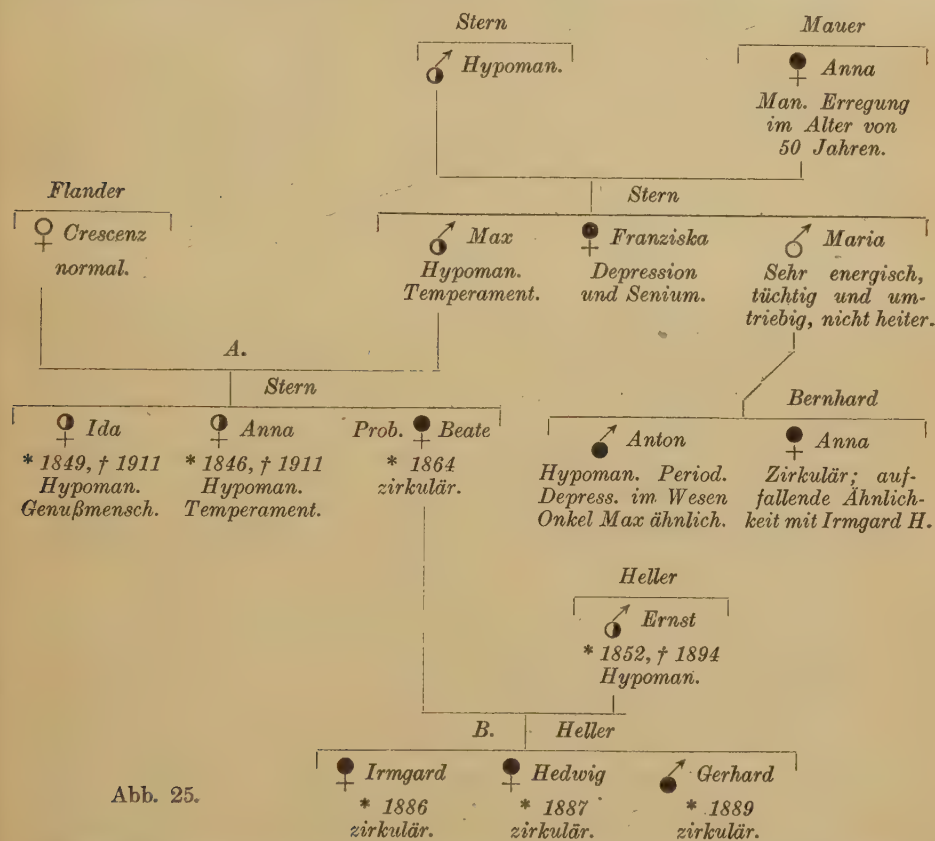 Stern
Mauer
Hypoman.
Anna
Man. Erregung
im Alter von
50 Jahren.
Flander
Stern
Crescenz
normal.
Max
Hypoman.
Temperament.
Franziska
Depression
und Senium.
Maria
Sehr energisch,
tüchtig und um-
triebig, nicht heiter.
A.
Stern
Bernhard
Ida
* 1849, † 1911
Hypoman.
Genußmensch.
Anna
* 1846, † 1911
Hypoman.
Temperament.
Prob. Beate
* 1864
zirkulär.
Anton
Hypoman. Period.
Depress. im Wesen
Onkel Max ähnlich.
Anna
Zirkulär; auf-
fallende Ähnlich-
keit mit Irmgard H.
Heller
Ernst
* 1852, † 1894
Hypoman.
B. Heller
Irmgard
* 1886
zirkulär.
Hedwig
* 1887
zirkulär.
Gerhard
* 1889
zirkulär.
Abb. 25.